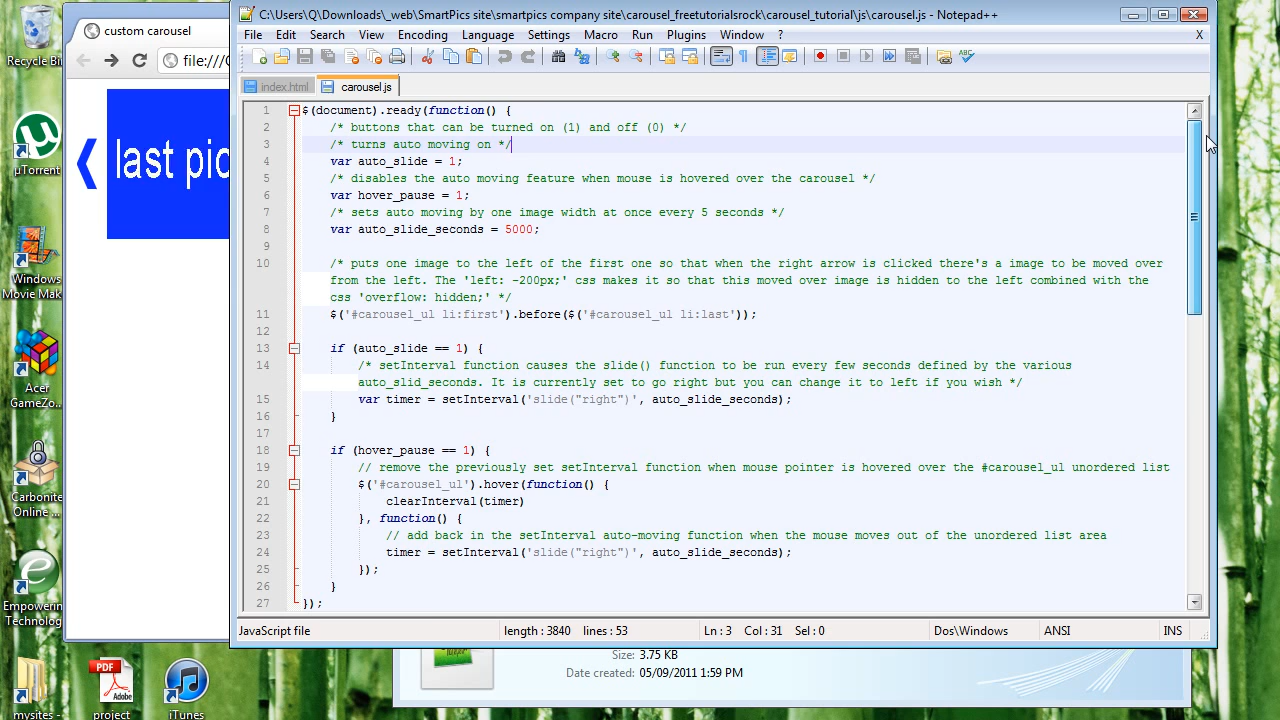 C:\Users\Q\Downloads\_web\SmartPickle\smartpics company site\carousel_freetutorialrock\carousel_tutorial\js\carousel.js - Notepad++
File Edit Search View Encoding Language Settings Macro Run Plugins Window ? X
index.html carousel.js
1 $(document).ready(function() {
2 /* buttons that can be turned on (1) and off (0) */
3 /* turns auto moving on */
4 var auto_slide = 1;
5 /* disables the auto moving feature when mouse is hovered over the carousel */
6 var hover_pause = 1;
7 /* sets auto moving by one image width at once every 5 seconds */
8 var auto_slide_seconds = 5000;
9
10 /* puts one image to the left of the first one so that when the right arrow is clicked there's a image to be moved over
from the left. The 'left: -200px;' css makes it so that the moved over image is hidden to the left combined with the
css 'overflow: hidden;' */
11 $('#carousel_ul li:first').before($('#carousel_ul li:last'));
12
13 if (auto_slide == 1) {
14 /* setInterval function causes the slide() function to be run every few seconds defined by the various
auto_slid_seconds. It is currently set to go right buy you can change it to left if you wish */
15 var timer = setInterval('slide("right")', auto_slide_seconds);
16 }
17
18 if (hover_pause == 1) {
19 // remove the previously set setInterval function when mouse pointer is hovered over the #carousel_ul unordered list
20 $('#carousel_ul').hover(function() {
21 clearInterval(timer)
22 }, function() {
23 // add back in the setInterval auto-moving function when the mouse moves out of the unordered list area
24 timer = setInterval('slide("right")', auto_slide_seconds);
25 });
26 }
27 });
JavaScript file length : 3840 lines : 53 Ln : 3 Col : 31 Sel : 0 Dos\Windows ANSI INS
custom carousel
file:///C
last pic
Recycle Bin
µTorrent
Windows
Movie Mak
Acer
GameZo...
Carbonite
Online ...
Empowerin
Technolog
mysites -
PDF
Adobe
project
iTunes
Size: 3.75 KB
Date created: 05/09/2011 1:59 PM